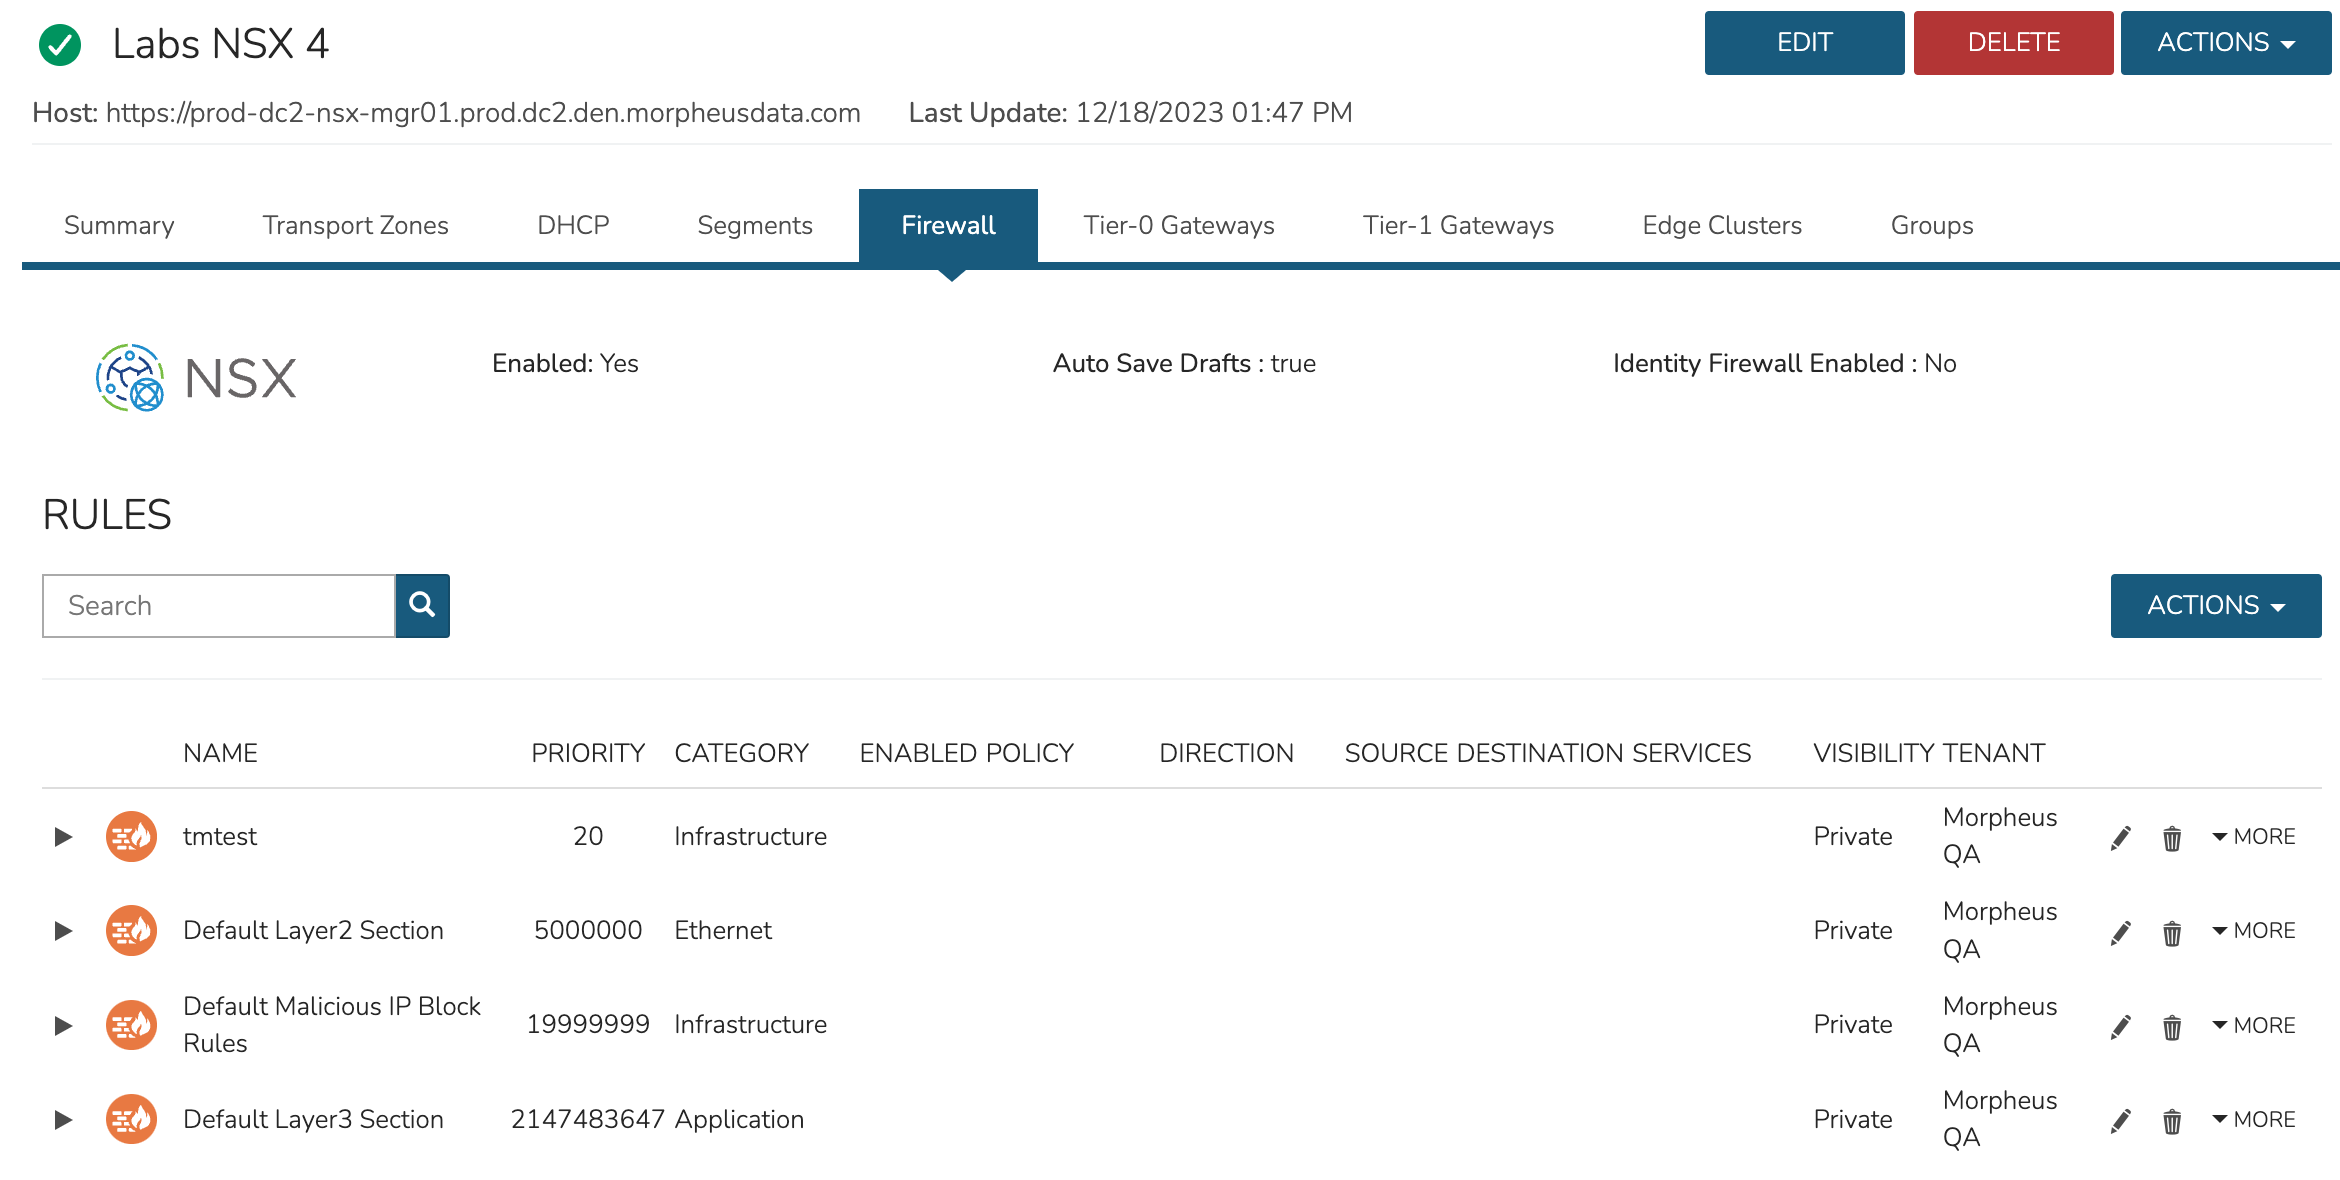 Labs NSX 4
EDIT
DELETE
ACTIONS
Host: https://prod-dc2-nsx-mgr01.prod.dc2.den.morpheusdata.com Last Update: 12/18/2023 01:47 PM
Summary Transport Zones DHCP Segments Firewall Tier-0 Gateways Tier-1 Gateways Edge Clusters Groups
NSX
Enabled: Yes
Auto Save Drafts : true
Identity Firewall Enabled : No
RULES
Search
ACTIONS
NAME PRIORITY CATEGORY ENABLED POLICY DIRECTION SOURCE DESTINATION SERVICES VISIBILITY TENANT
tmtest 20 Infrastructure Private Morpheus
QA
MORE
Default Layer2 Section 5000000 Ethernet Private Morpheus
QA
MORE
Default Malicious IP Block
Rules
19999999 Infrastructure Private Morpheus
QA
MORE
Default Layer3 Section 2147483647 Application Private Morpheus
QA
MORE